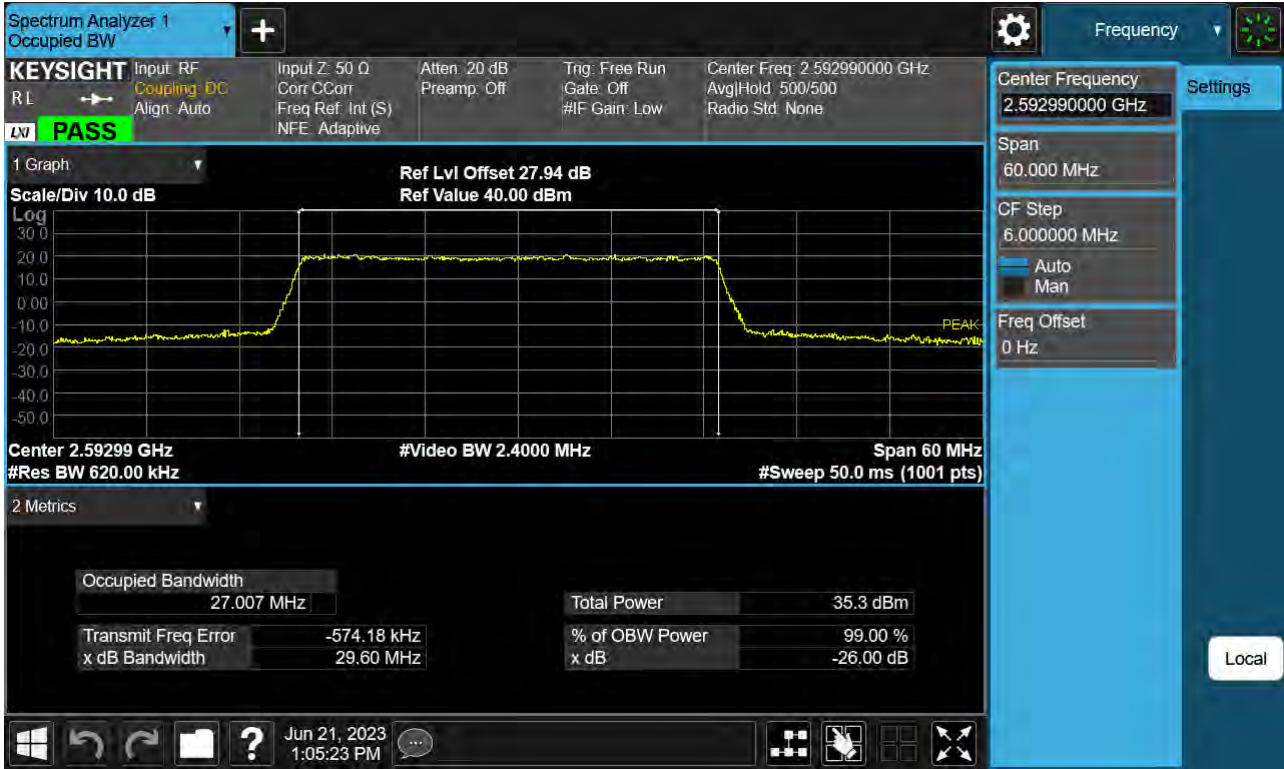 Spectrum Analyzer 1
Occupied BW
Frequency
KEYSIGHT
RL
LXI PASS
Input: RF
Coupling: DC
Align: Auto
Input Z: 50 Ω
Corr CCorr
Freq Ref: Int (S)
NFE: Adaptive
Atten: 20 dB
Preamp: Off
Trig: Free Run
Gate: Off
#IF Gain: Low
Center Freq: 2.592990000 GHz
Avg|Hold: 500/500
Radio Std: None
Center Frequency
2.592990000 GHz
Settings
Span
60.000 MHz
CF Step
6.000000 MHz
Auto
Man
Freq Offset
0 Hz
1 Graph
Scale/Div 10.0 dB
Ref Lvl Offset 27.94 dB
Ref Value 40.00 dBm
Log
30.0
20.0
10.0
0.00
-10.0
-20.0
-30.0
-40.0
-50.0
PEAK
Center 2.59299 GHz
#Video BW 2.4000 MHz
Span 60 MHz
#Res BW 620.00 kHz
#Sweep 50.0 ms (1001 pts)
2 Metrics
Occupied Bandwidth
27.007 MHz
Total Power 35.3 dBm
Transmit Freq Error -574.18 kHz
% of OBW Power 99.00 %
x dB Bandwidth 29.60 MHz
x dB -26.00 dB
Local
Jun 21, 2023
1:05:23 PM